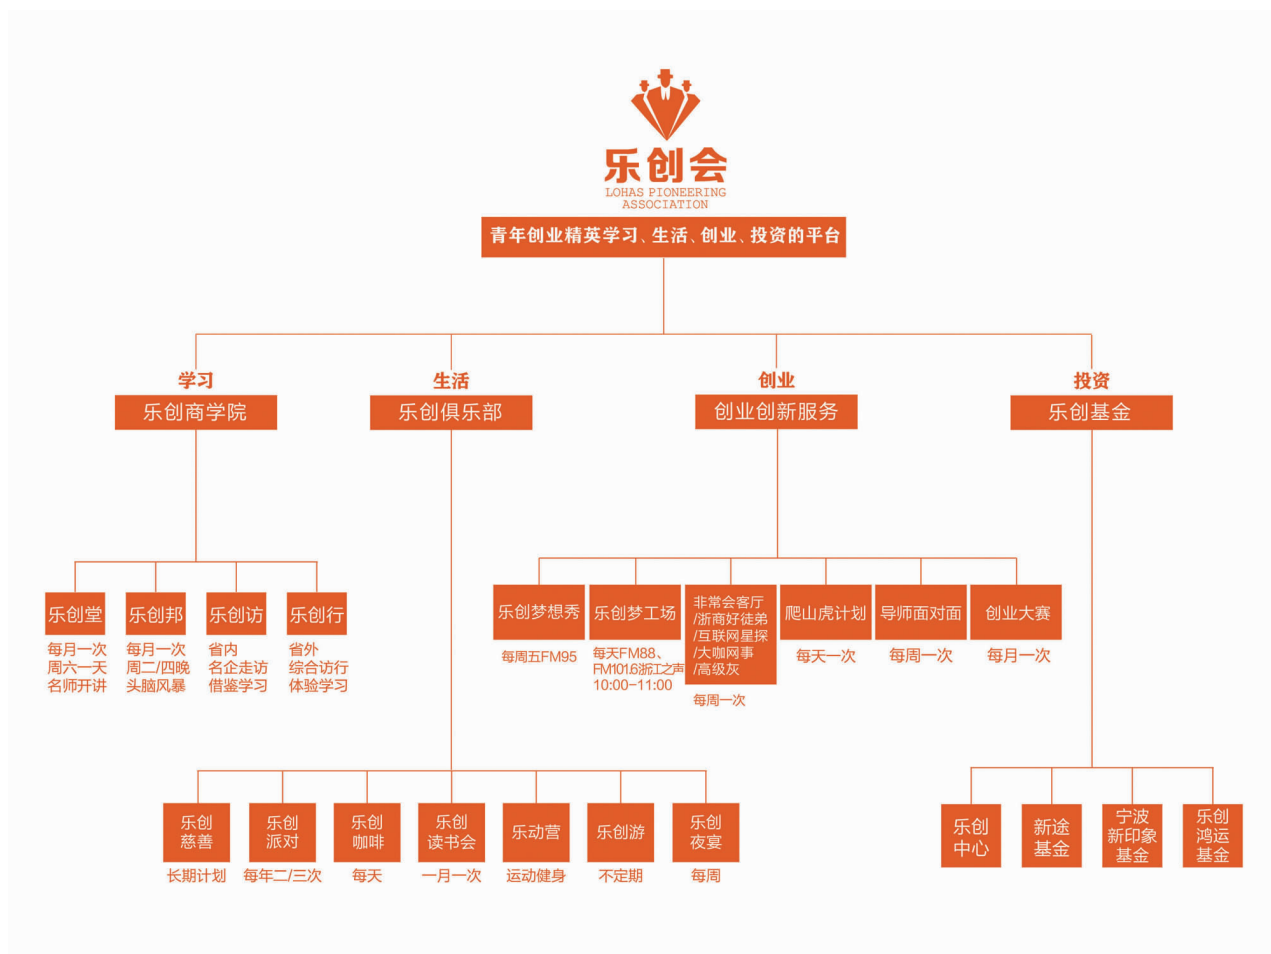 乐创会
LOHAS PIONEERING
ASSOCIATION
青年创业精英学习、生活、创业、投资的平台
学习
乐创商学院
生活
乐创俱乐部
创业
创业创新服务
投资
乐创基金
乐创堂
每月一次
周六一天
名师开讲
乐创邦
每月一次
周二/四晚
头脑风暴
乐创访
省内
名企走访
借鉴学习
乐创行
省外
综合访行
体验学习
乐创梦想秀
每周五FM95
乐创梦工场
每天FM88、
FM101.6浙江之声
10:00-11:00
非常会客厅
/浙商好徒弟
/互联网星探
/大咖网事
/高级灰
每周一次
爬山虎计划
每天一次
导师面对面
每周一次
创业大赛
每月一次
乐创
慈善
长期计划
乐创
派对
每年二/三次
乐创
咖啡
每天
乐创
读书会
一月一次
乐动营
运动健身
乐创游
不定期
乐创
夜宴
每周
乐创
中心
新途
基金
宁波
新印象
基金
乐创
鸿运
基金